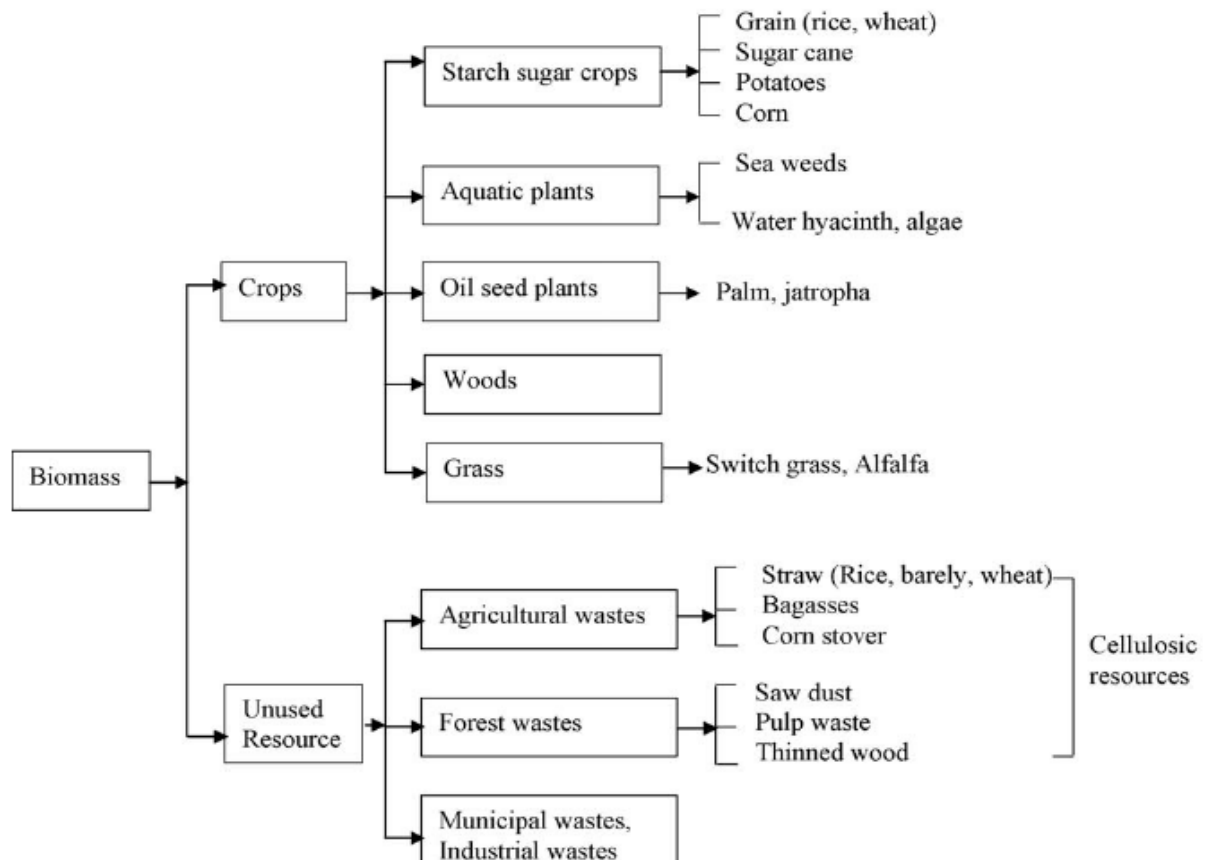 Grain (rice, wheat)
Sugar cane
Potatoes
Corn
Starch sugar crops
Sea weeds
Aquatic plants
Water hyacinth, algae
Crops
Oil seed plants
Palm, jatropha
Woods
Grass
Switch grass, Alfalfa
Biomass
Straw (Rice, barely, wheat)
Agricultural wastes
Bagasses
Corn stover
Cellulosic
resources
Unused
Resource
Forest wastes
Saw dust
Pulp waste
Thinned wood
Municipal wastes,
Industrial wastes